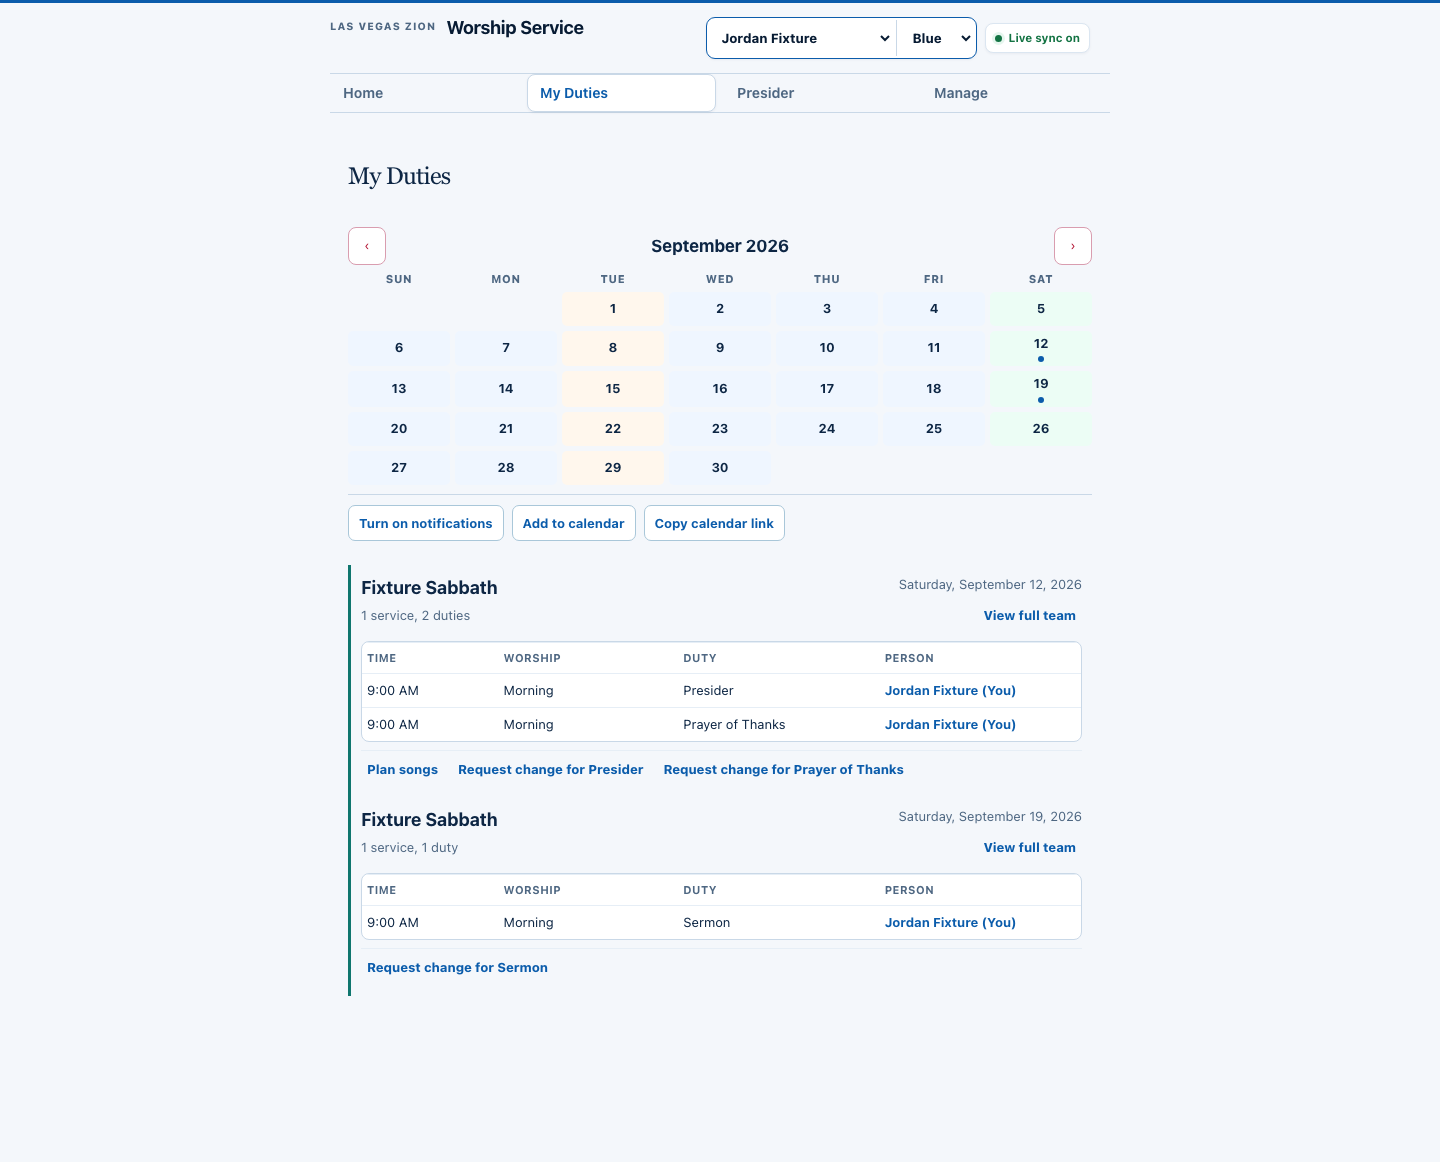 LAS VEGAS ZION Worship Service Jordan Fixture Blue Live sync on
Home My Duties Presider Manage
My Duties
‹ September 2026 ›
SUN MON TUE WED THU FRI SAT
1 2 3 4 5
6 7 8 9 10 11 12
13 14 15 16 17 18 19
20 21 22 23 24 25 26
27 28 29 30
Turn on notifications Add to calendar Copy calendar link
Fixture Sabbath Saturday, September 12, 2026
1 service, 2 duties View full team
TIME WORSHIP DUTY PERSON
9:00 AM Morning Presider Jordan Fixture (You)
9:00 AM Morning Prayer of Thanks Jordan Fixture (You)
Plan songs Request change for Presider Request change for Prayer of Thanks
Fixture Sabbath Saturday, September 19, 2026
1 service, 1 duty View full team
TIME WORSHIP DUTY PERSON
9:00 AM Morning Sermon Jordan Fixture (You)
Request change for Sermon